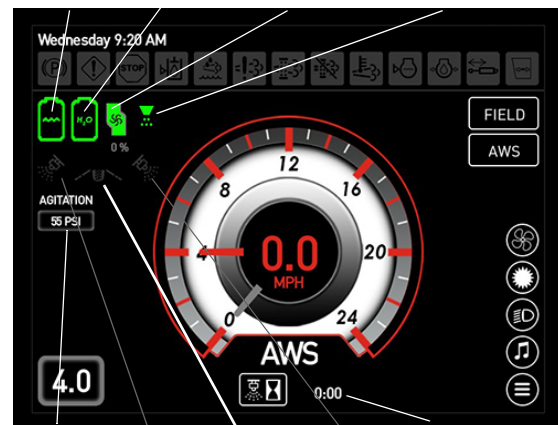 Wednesday 9:20 AM
(P) STOP
H₂O
FIELD
0 %
AWS
AGITATION
55 PSI
12
8
16
4
20
0.0
MPH
0
24
AWS
4.0
0:00